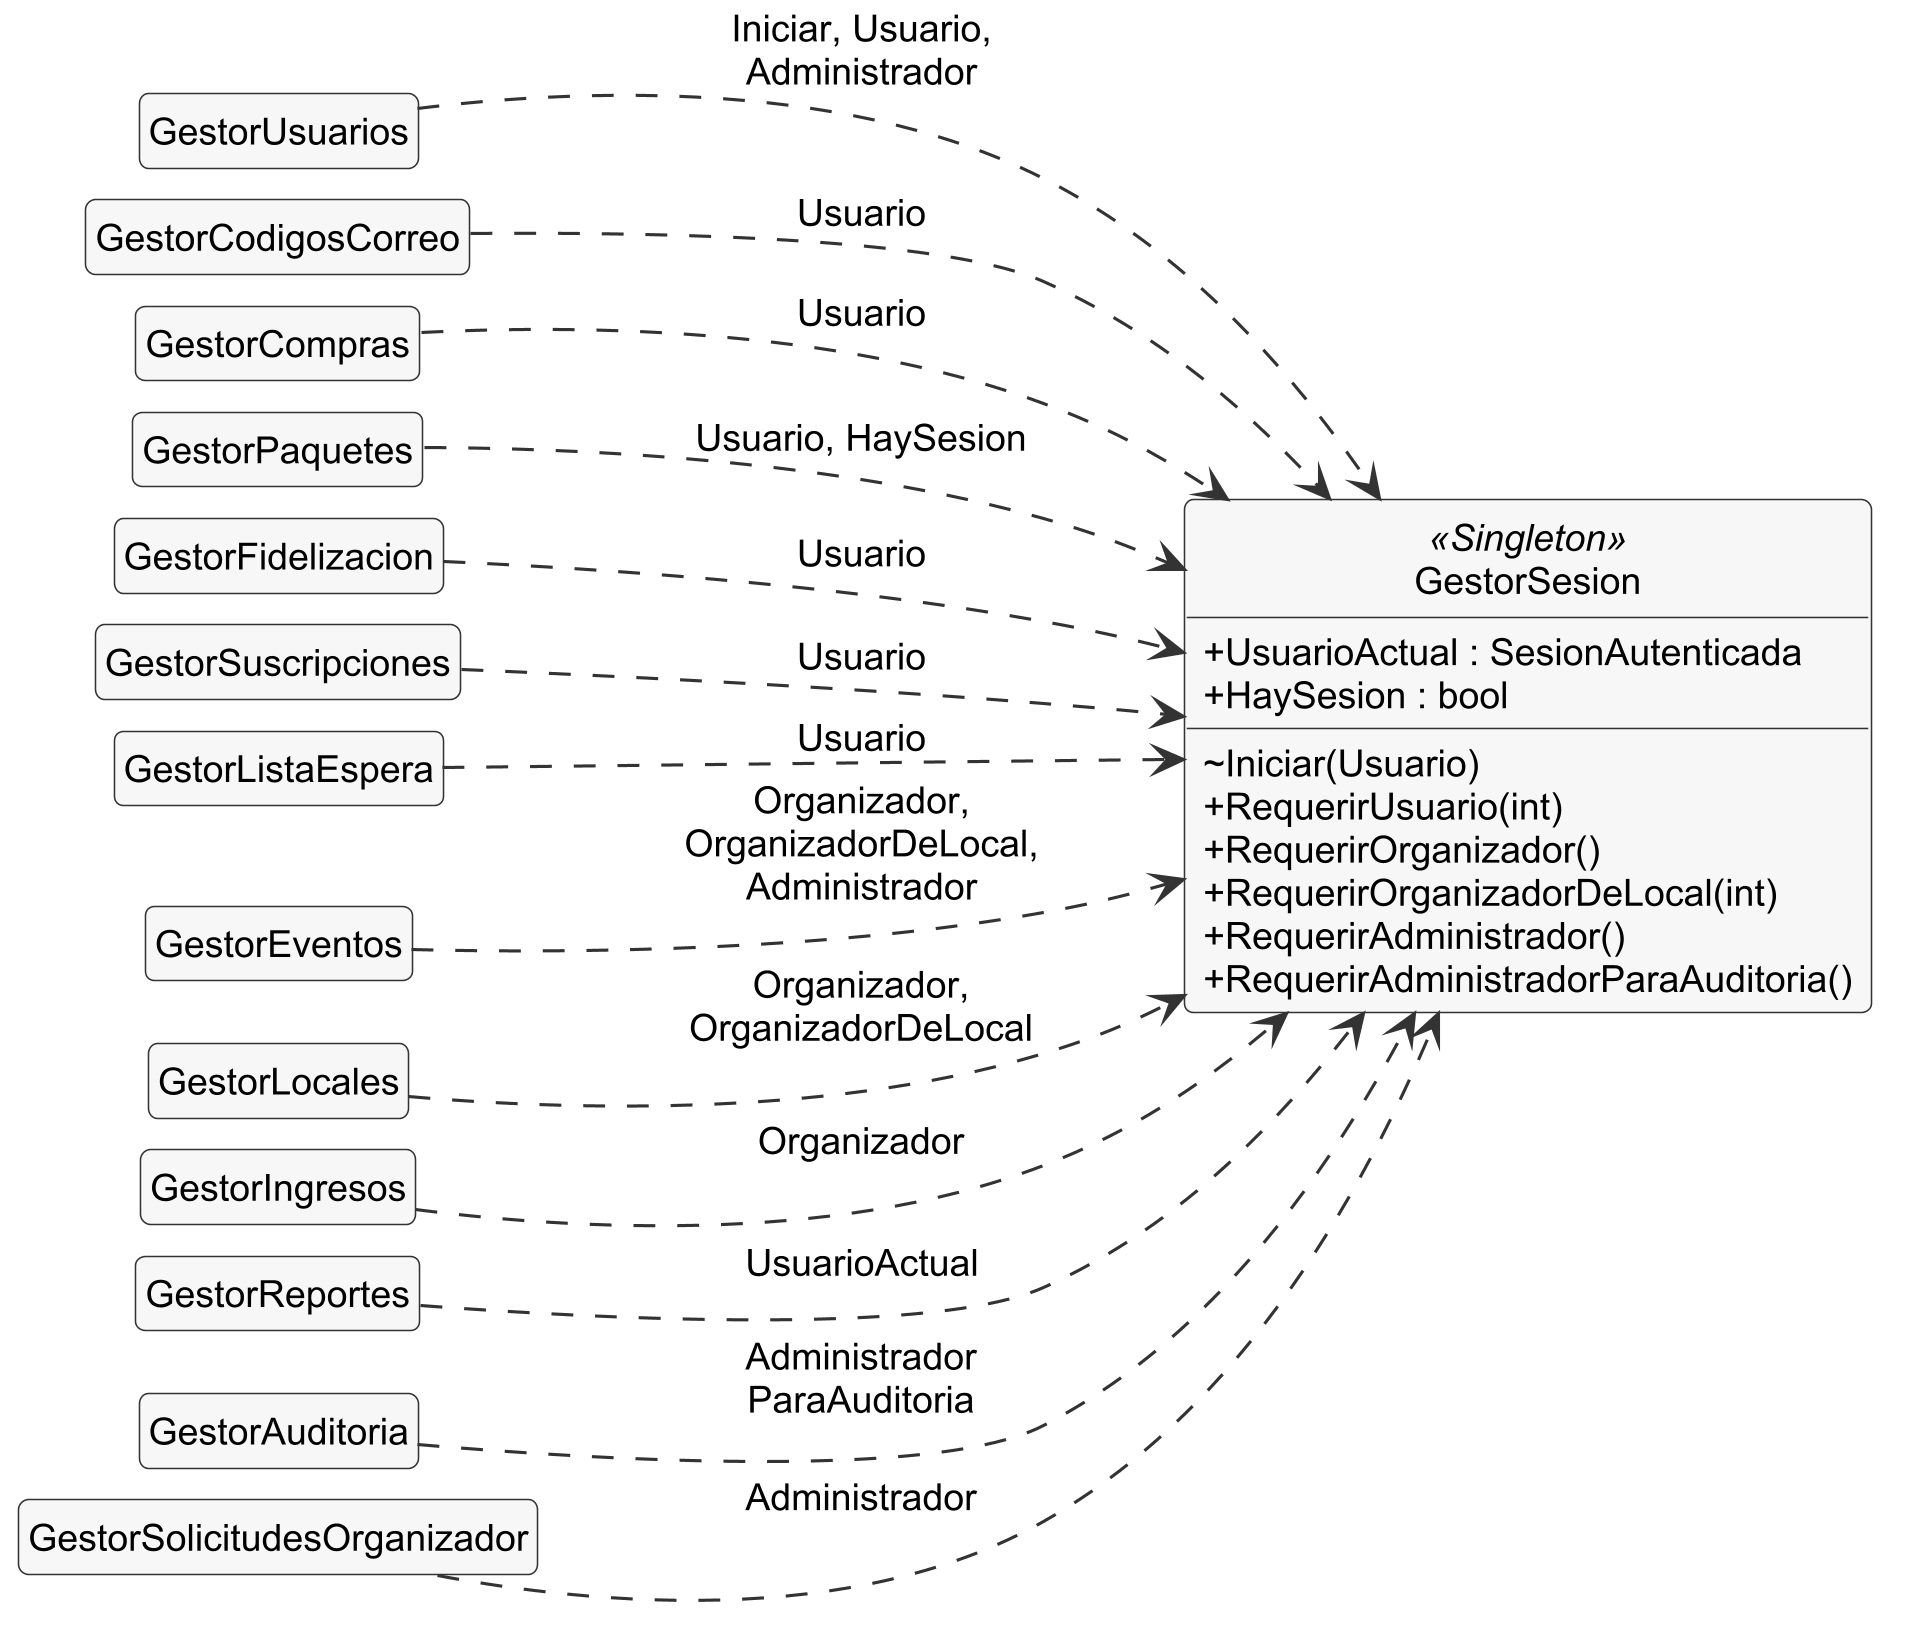 Iniciar, Usuario,
Administrador
GestorUsuarios
Usuario
GestorCodigosCorreo
Usuario
GestorCompras
Usuario, HaySesion
GestorPaquetes
Usuario
GestorFidelizacion
Usuario
GestorSuscripciones
Usuario
GestorListaEspera
Organizador,
OrganizadorDeLocal,
Administrador
GestorEventos
Organizador,
OrganizadorDeLocal
GestorLocales
Organizador
GestorIngresos
UsuarioActual
GestorReportes
Administrador
ParaAuditoria
GestorAuditoria
Administrador
GestorSolicitudesOrganizador
«Singleton»
GestorSesion
+UsuarioActual : SesionAutenticada
+HaySesion : bool
~Iniciar(Usuario)
+RequerirUsuario(int)
+RequerirOrganizador()
+RequerirOrganizadorDeLocal(int)
+RequerirAdministrador()
+RequerirAdministradorParaAuditoria()